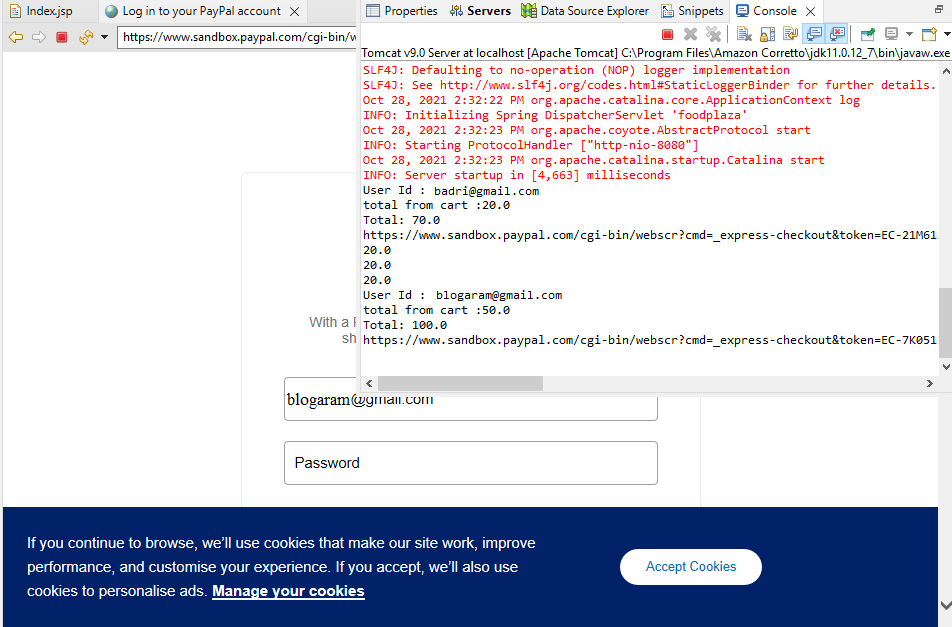 Index.jsp
Log in to your PayPal account
Properties
Servers
Data Source Explorer
Snippets
Console
https://www.sandbox.paypal.com/cgi-bin/w
Tomcat v9.0 Server at localhost [Apache Tomcat] C:\Program Files\Amazon Corretto\jdk11.0.12_7\bin\javaw.exe
SLF4J: Defaulting to no-operation (NOP) logger implementation
SLF4J: See http://www.slf4j.org/codes.html#StaticLoggerBinder for further details.
Oct 28, 2021 2:32:22 PM org.apache.catalina.core.ApplicationContext log
INFO: Initializing Spring DispatcherServlet 'foodplaza'
Oct 28, 2021 2:32:23 PM org.apache.coyote.AbstractProtocol start
INFO: Starting ProtocolHandler ["http-nio-8080"]
Oct 28, 2021 2:32:23 PM org.apache.catalina.startup.Catalina start
INFO: Server startup in [4,663] milliseconds
User Id : badri@gmail.com
total from cart :20.0
Total: 70.0
https://www.sandbox.paypal.com/cgi-bin/webscr?cmd=_express-checkout&token=EC-21M61
20.0
20.0
20.0
User Id : blogaram@gmail.com
total from cart :50.0
Total: 100.0
https://www.sandbox.paypal.com/cgi-bin/webscr?cmd=_express-checkout&token=EC-7K051
With a
sh
blogaram@gmail.com
Password
If you continue to browse, we'll use cookies that make our site work, improve
performance, and customise your experience. If you accept, we'll also use
cookies to personalise ads. Manage your cookies
Accept Cookies